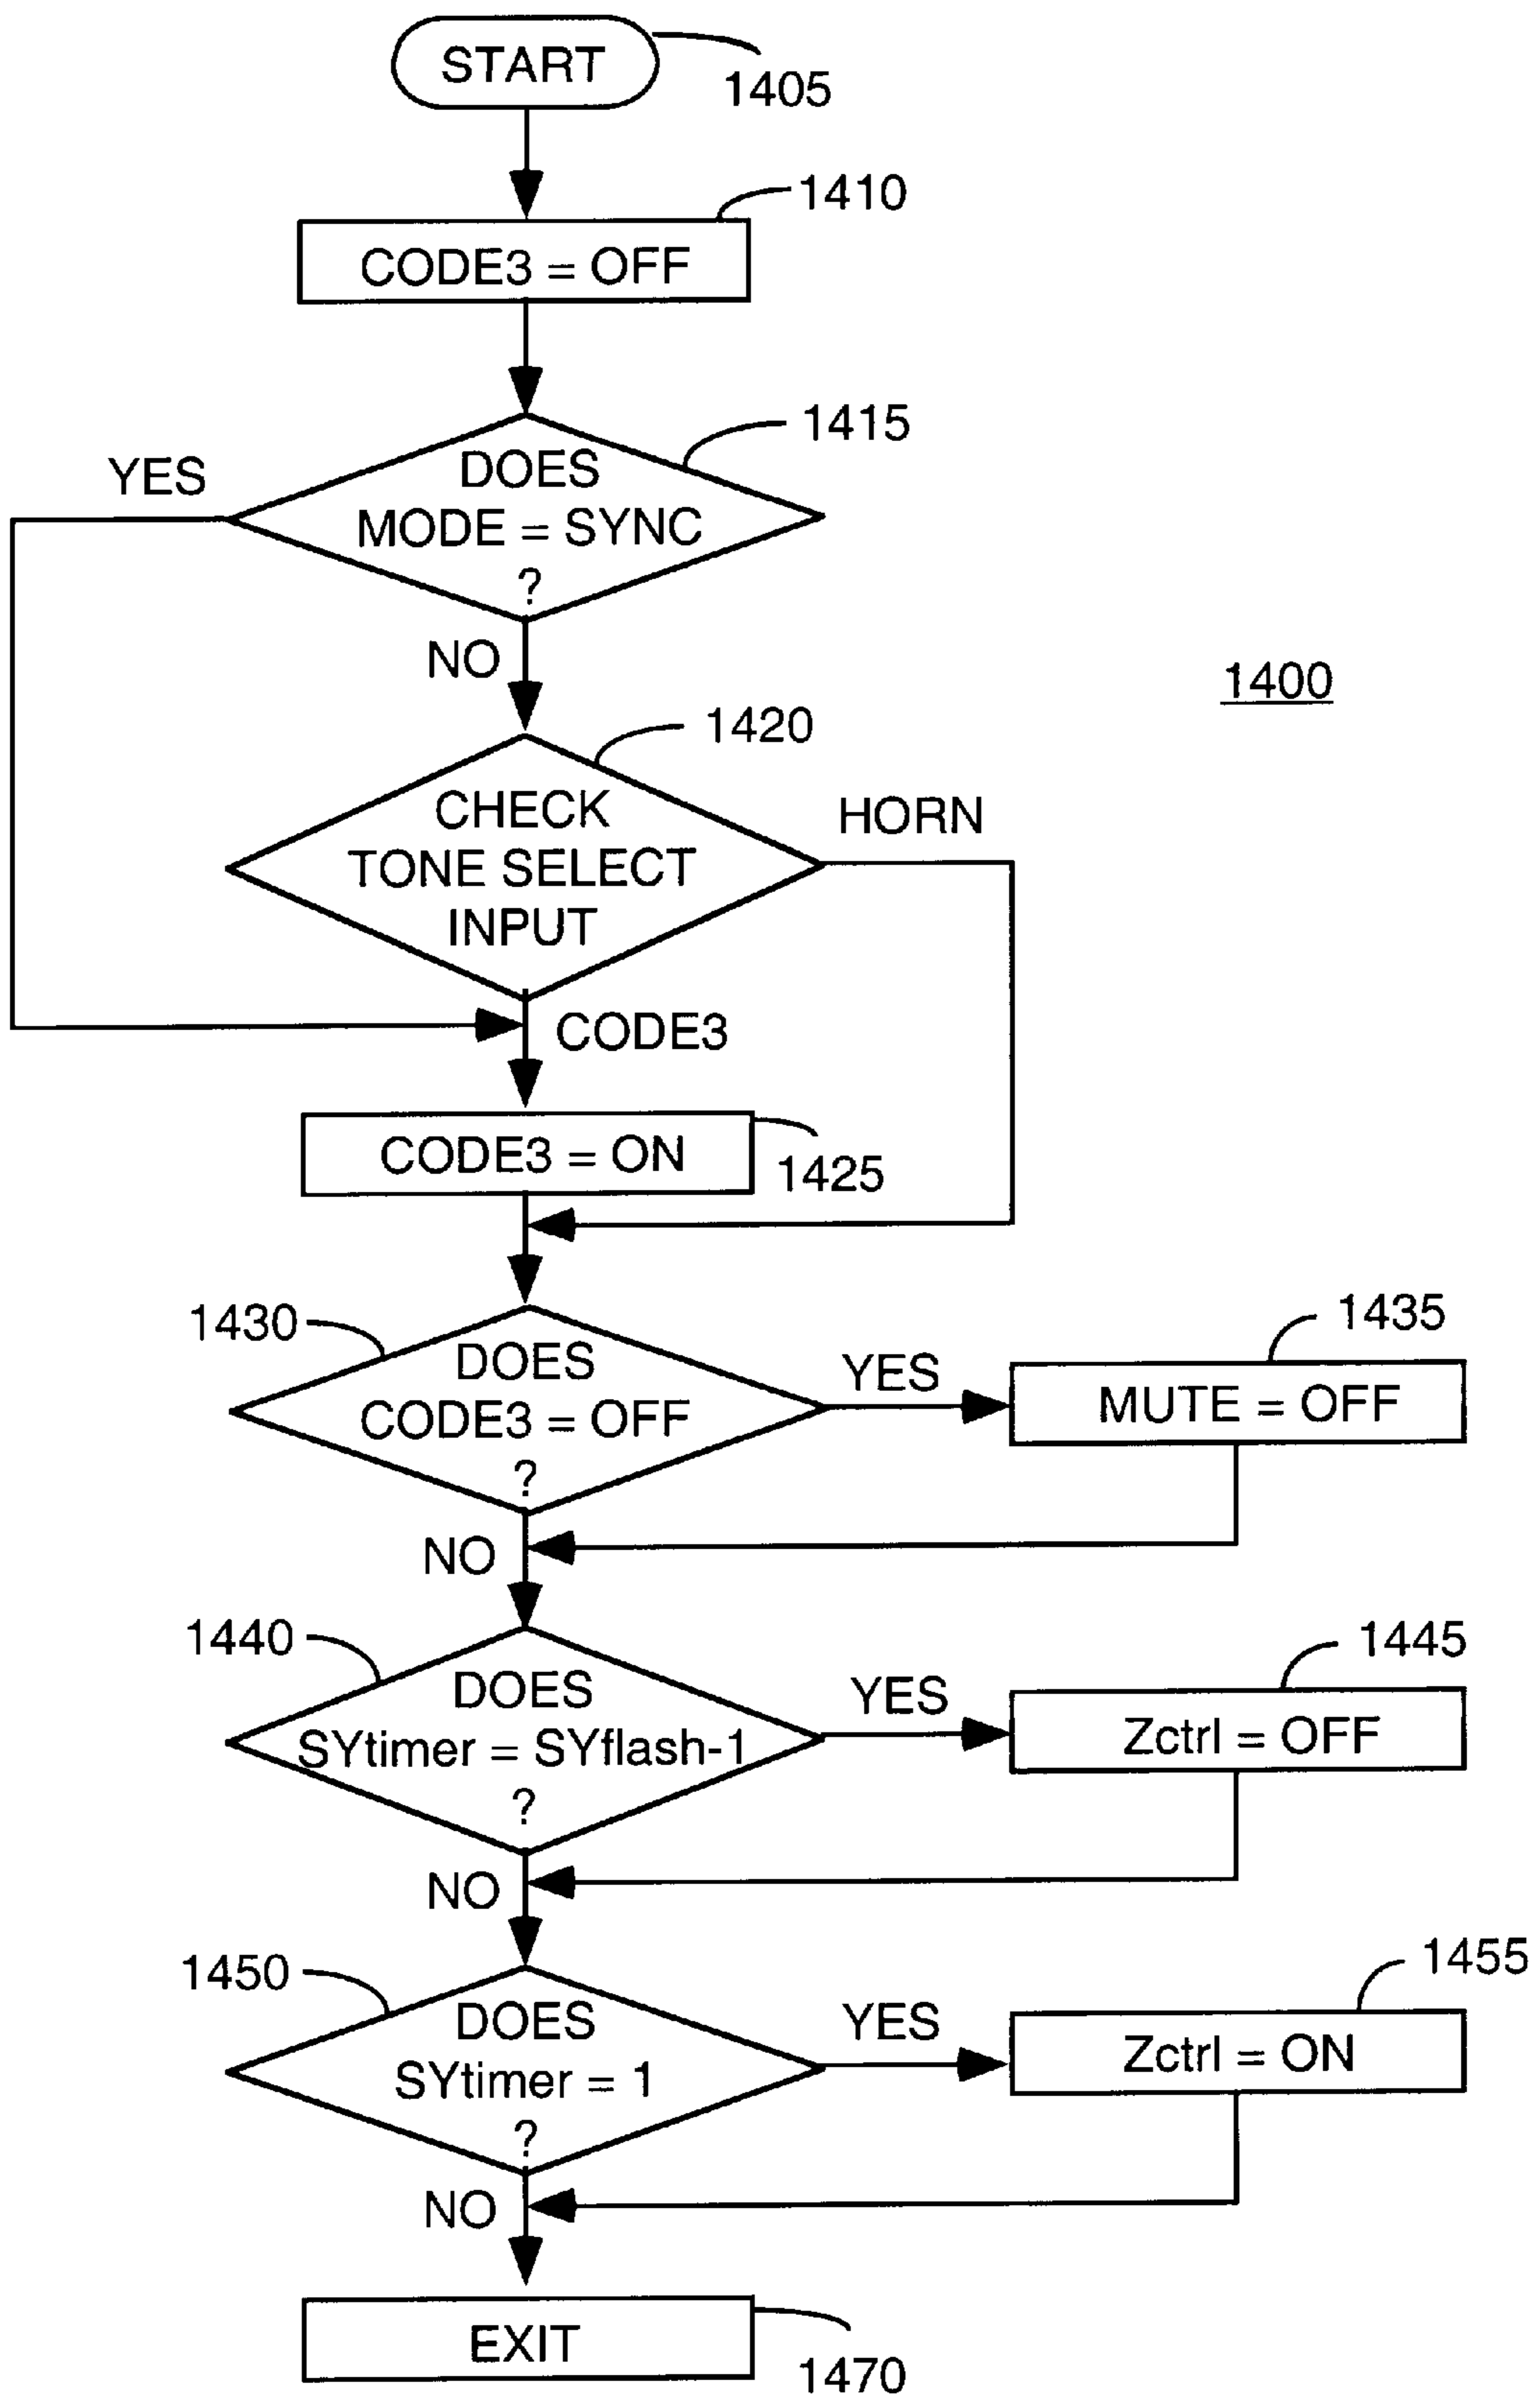 START
1405
1410
CODE3 = OFF
1415
YES
DOES
MODE = SYNC
?
NO
1400
1420
CHECK
TONE SELECT
INPUT
HORN
CODE3
CODE3 = ON
1425
1430
DOES
CODE3 = OFF
?
YES
1435
MUTE = OFF
NO
1440
DOES
SYtimer = SYflash-1
?
YES
1445
Zctrl = OFF
NO
1450
DOES
SYtimer = 1
?
YES
1455
Zctrl = ON
NO
EXIT
1470